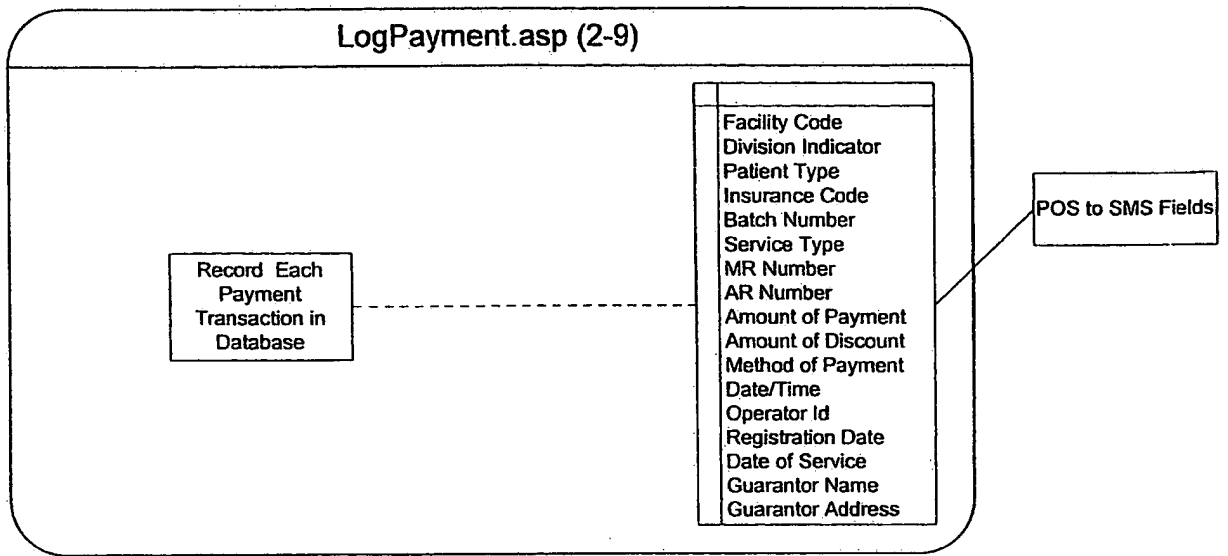 LogPayment.asp (2-9)
Record Each
Payment
Transaction in
Database
Facility Code
Division Indicator
Patient Type
Insurance Code
Batch Number
Service Type
MR Number
AR Number
Amount of Payment
Amount of Discount
Method of Payment
Date/Time
Operator Id
Registration Date
Date of Service
Guarantor Name
Guarantor Address
POS to SMS Fields